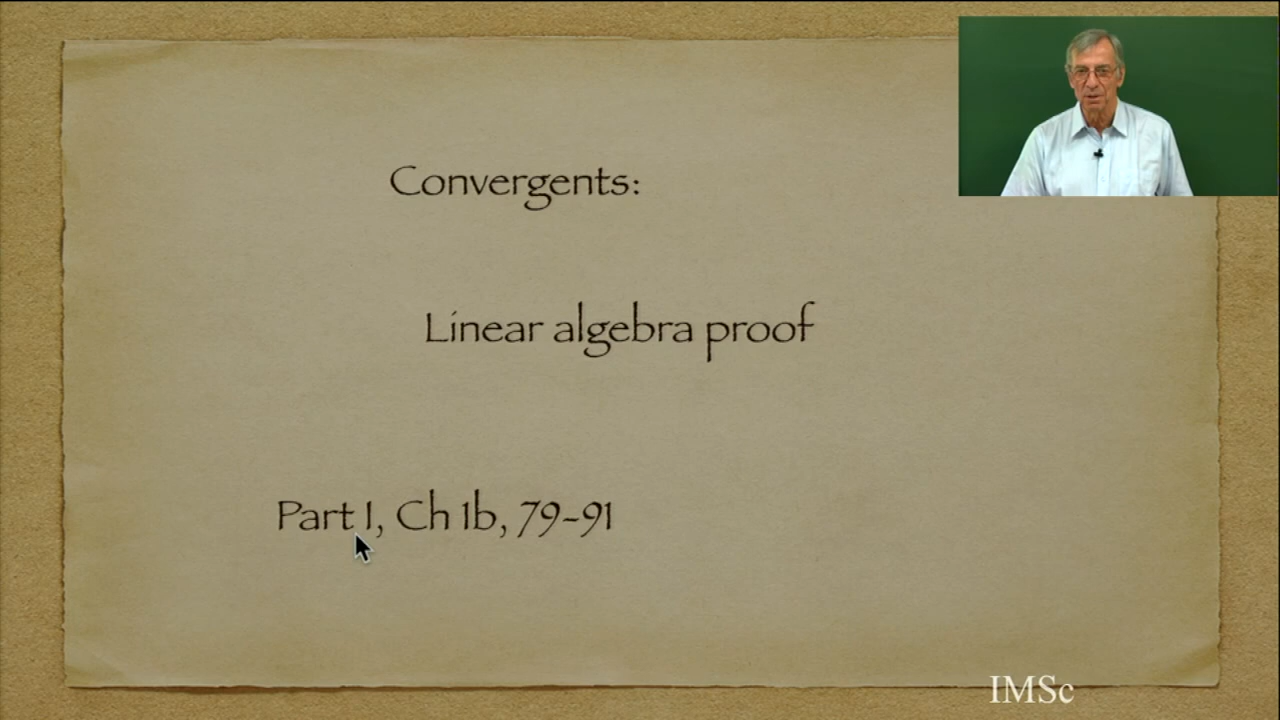 Convergents:
Linear algebra proof
Part I, Ch 1b, 79-91
IMSc